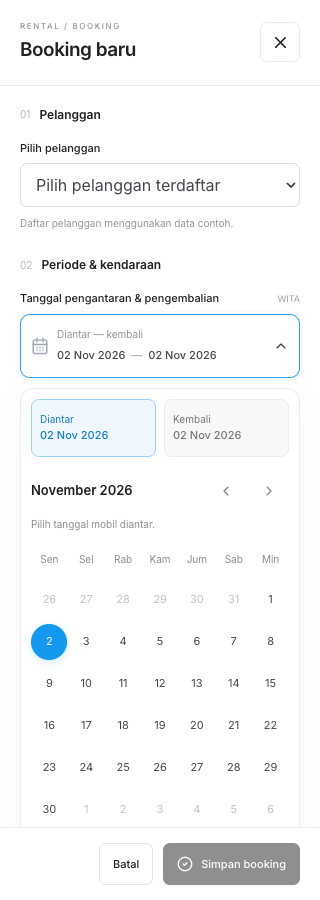 RENTAL / BOOKING
Booking baru
01 Pelanggan
Pilih pelanggan
Pilih pelanggan terdaftar
Daftar pelanggan menggunakan data contoh.
02 Periode & kendaraan
Tanggal pengantaran & pengembalian WITA
Diantar — kembali
02 Nov 2026 — 02 Nov 2026
Diantar Kembali
02 Nov 2026 02 Nov 2026
November 2026
Pilih tanggal mobil diantar.
Sen Sel Rab Kam Jum Sab Min
26 27 28 29 30 31 1
2 3 4 5 6 7 8
9 10 11 12 13 14 15
16 17 18 19 20 21 22
23 24 25 26 27 28 29
30 1 2 3 4 5 6
Batal Simpan booking